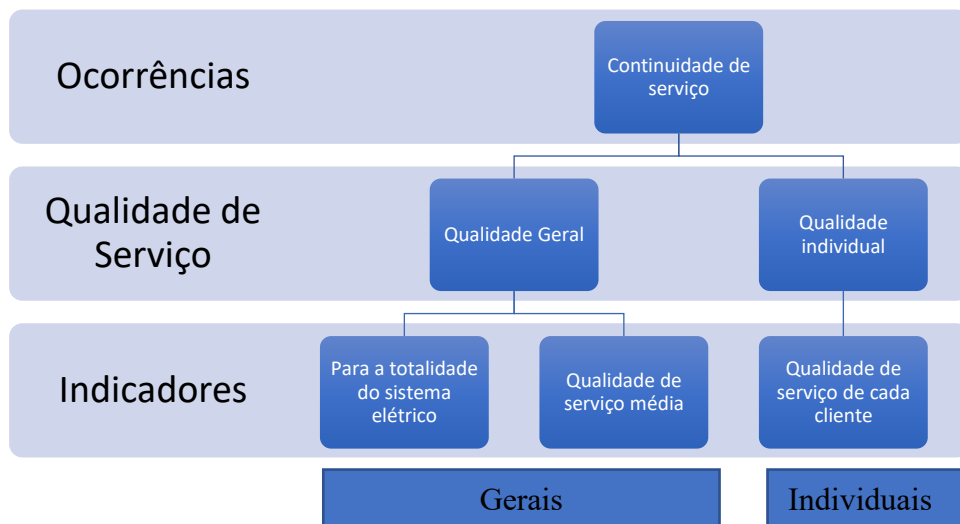 Ocorrências
Continuidade de
serviço
Qualidade de
Serviço
Qualidade Geral
Qualidade
individual
Indicadores
Para a totalidade
do sistema
elétrico
Qualidade de
serviço média
Qualidade de
serviço de cada
cliente
Gerais
Individuais